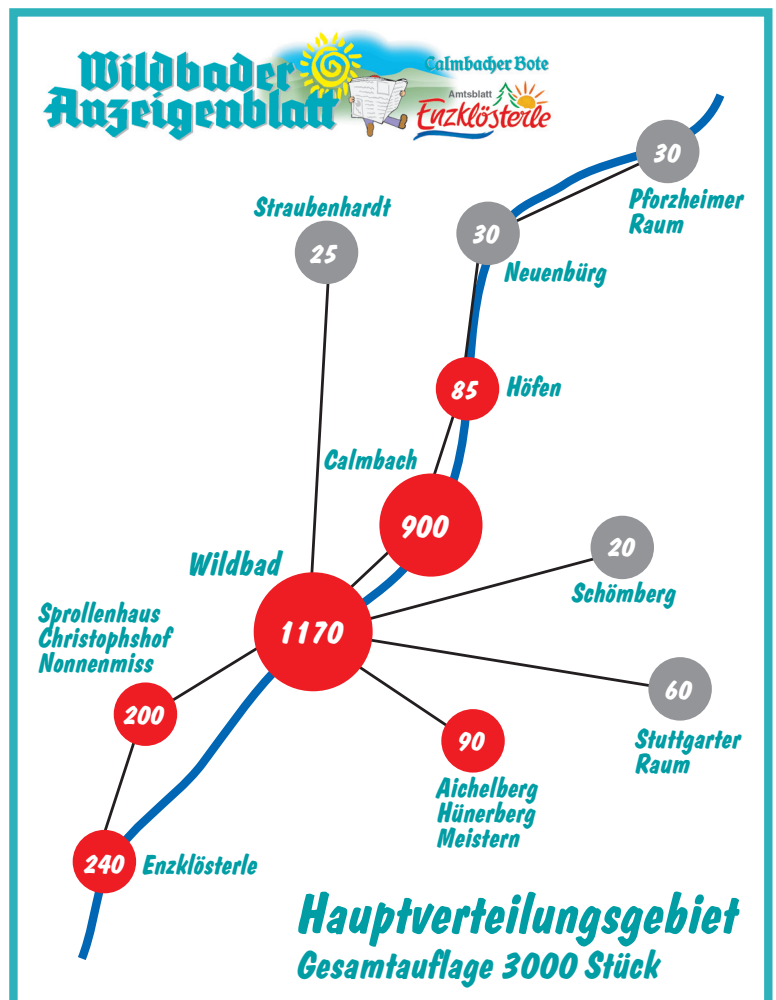 Wildbader
Anzeigenblatt
Calmbacher Bote
Amtsblatt
Enzklösterle
30
Pforzheimer
Raum
Straubenhardt
25
30
Neuenbürg
85
Höfen
Calmbach
900
Wildbad
1170
20
Schömberg
Sprollenhaus
Christophshof
Nonnenmiss
200
60
Stuttgarter
Raum
90
Aichelberg
Hünerberg
Meistern
240
Enzklösterle
Hauptverteilungsgebiet
Gesamtauflage 3000 Stück